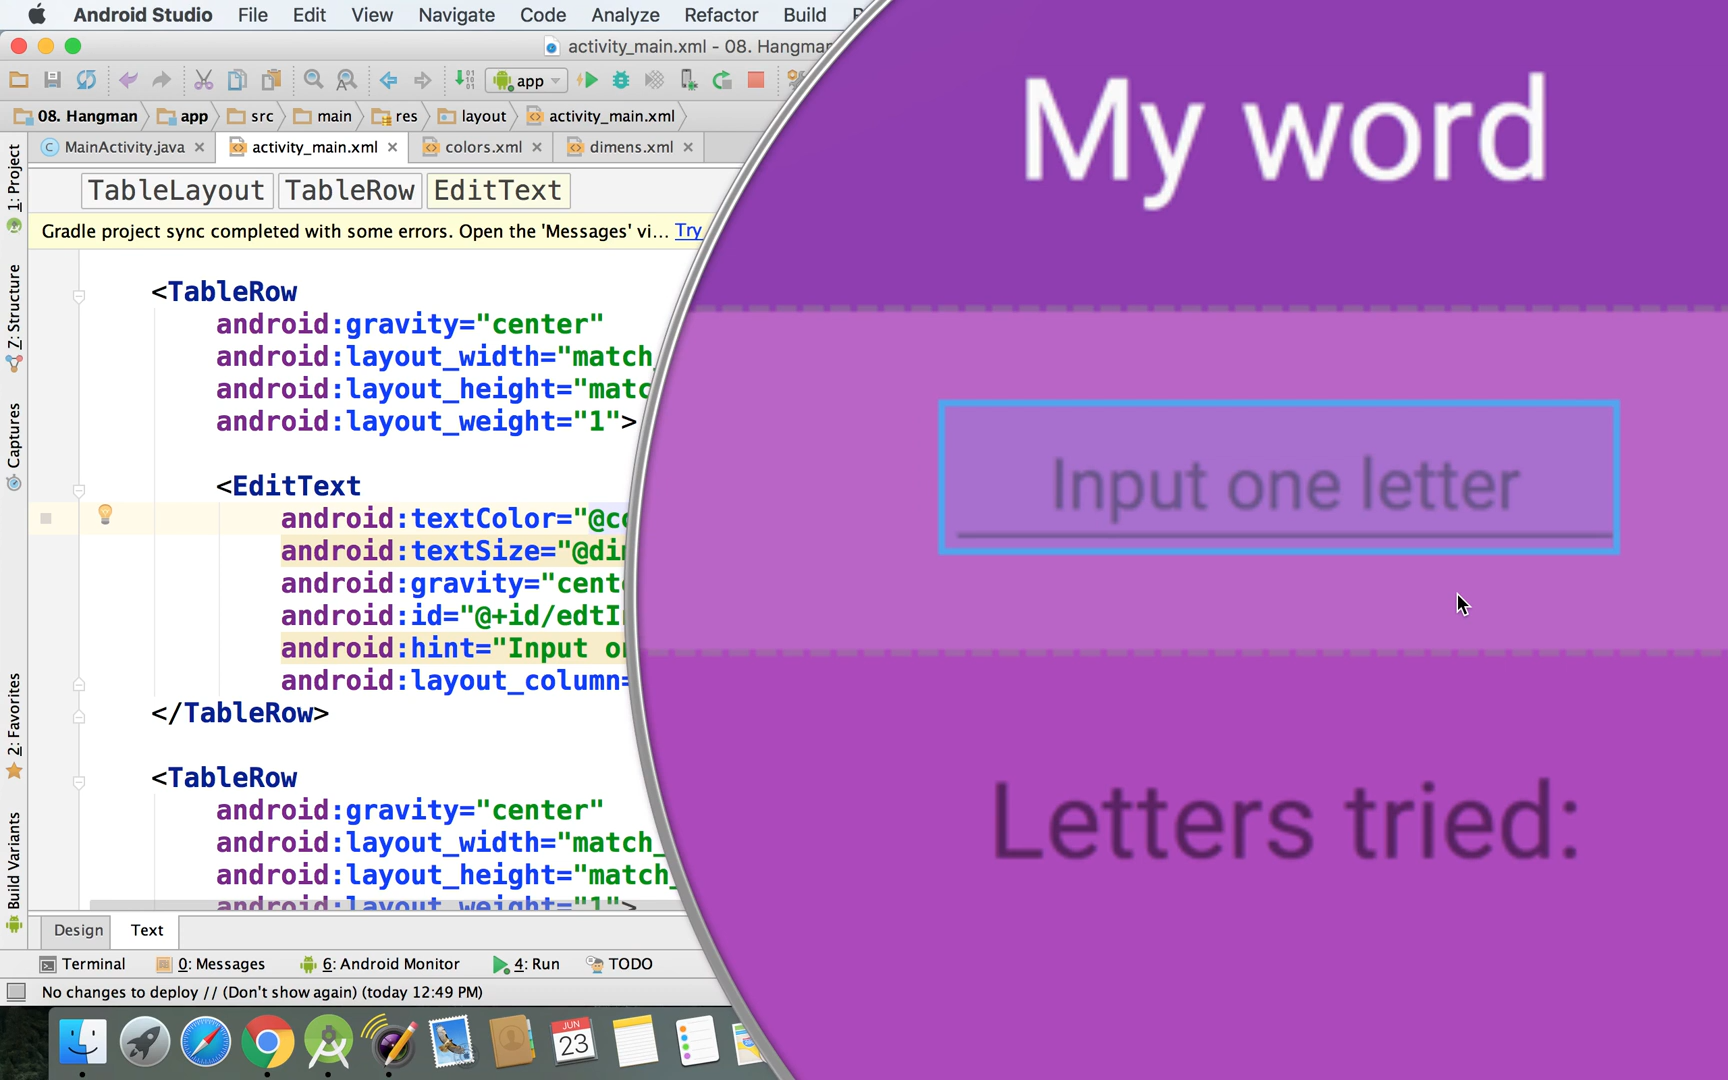 Android Studio File Edit View Navigate Code Analyze Refactor Build
activity_main.xml - 08. Hangman
app
08. Hangman app src main res layout activity_main.xml
MainActivity.java activity_main.xml colors.xml dimens.xml
TableLayout TableRow EditText
Gradle project sync completed with some errors. Open the 'Messages' vi... Try
1: Project
Z: Structure
Captures
2: Favorites
Build Variants
<TableRow
android:gravity="center"
android:layout_width="match_
android:layout_height="matc
android:layout_weight="1">
<EditText
android:textColor="@co
android:textSize="@di
android:gravity="cent
android:id="@+id/edtI
android:hint="Input o
android:layout_column=
</TableRow>
<TableRow
android:gravity="center"
android:layout_width="match_
android:layout_height="match_
android:layout_weight="1">
Design Text
Terminal 0: Messages 6: Android Monitor 4: Run TODO
No changes to deploy // (Don't show again) (today 12:49 PM)
JUN
23
My word
Input one letter
Letters tried: